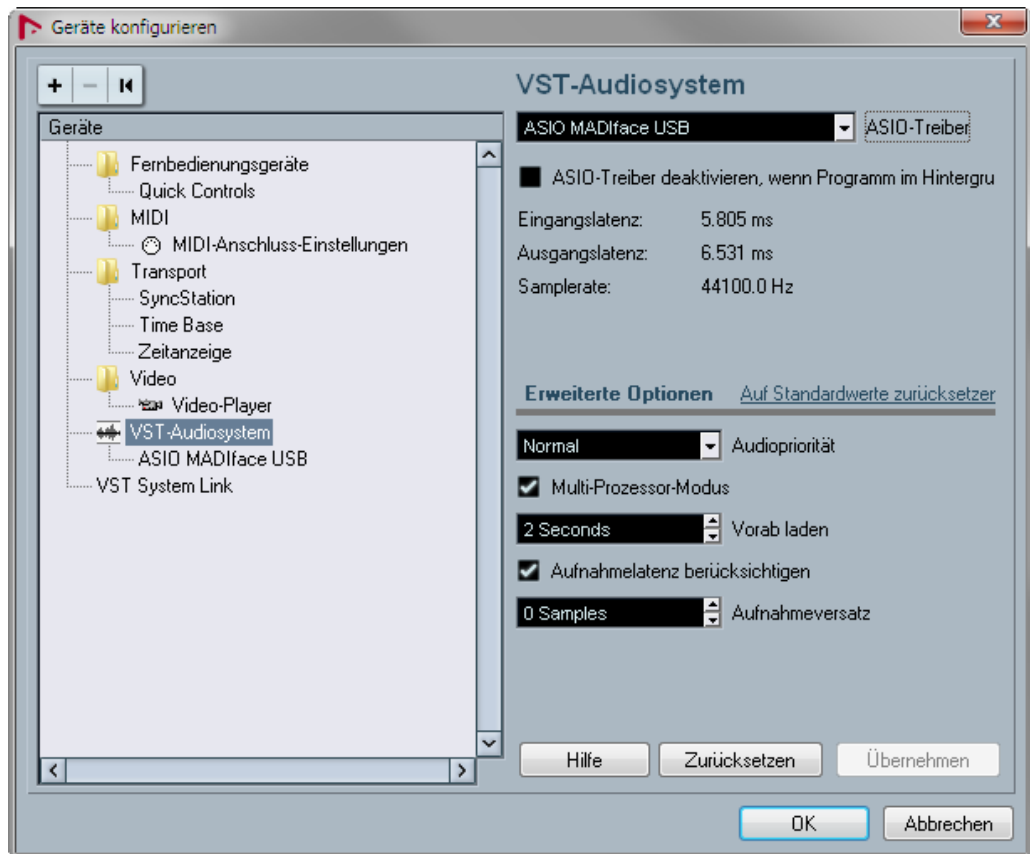 Geräte konfigurieren
Geräte
Fernbedienungsgeräte
Quick Controls
MIDI
MIDI-Anschluss-Einstellungen
Transport
SyncStation
Time Base
Zeitanzeige
Video
Video-Player
VST-Audiosystem
ASIO MADIface USB
VST System Link
VST-Audiosystem
ASIO MADIface USB ASIO-Treiber
ASIO-Treiber deaktivieren, wenn Programm im Hintergru
Eingangslatenz: 5.805 ms
Ausgangslatenz: 6.531 ms
Samplerate: 44100.0 Hz
Erweiterte Optionen Auf Standardwerte zurücksetzer
Normal Audiopriorität
Multi-Prozessor-Modus
2 Seconds Vorab laden
Aufnahmelatenz berücksichtigen
0 Samples Aufnahmeversatz
Hilfe Zurücksetzen Übernehmen
OK Abbrechen